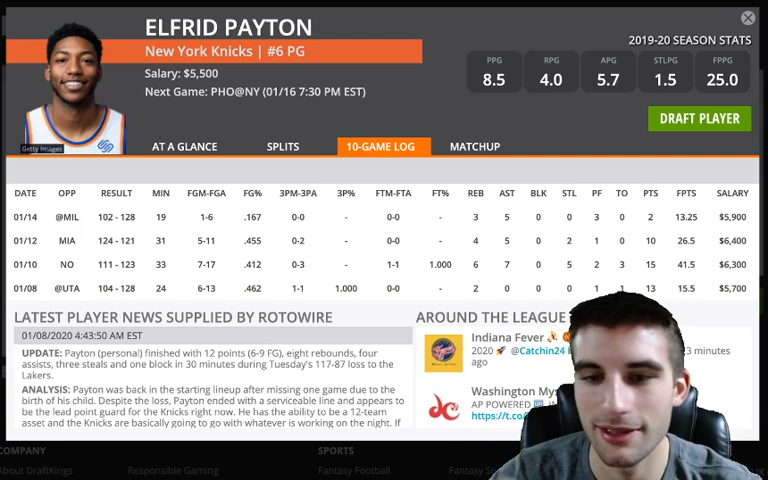 ELFRID PAYTON
New York Knicks | #6 PG
Salary: $5,500
Next Game: PHO@NY (01/16 7:30 PM EST)
2019-20 SEASON STATS
PPG RPG APG STLPG FPPG
8.5 4.0 5.7 1.5 25.0
DRAFT PLAYER
Getty Images
AT A GLANCE SPLITS 10-GAME LOG MATCHUP
DATE OPP RESULT MIN FGM-FGA FG% 3PM-3PA 3P% FTM-FTA FT% REB AST BLK STL PF TO PTS FPTS SALARY
01/14 @MIL 102 - 128 19 1-6 .167 0-0 - 0-0 - 3 5 0 0 3 0 2 13.25 $5,900
01/12 MIA 124 - 121 31 5-11 .455 0-2 - 0-0 - 4 5 0 2 1 0 10 26.5 $6,400
01/10 NO 111 - 123 33 7-17 .412 0-3 - 1-1 1.000 6 7 0 5 2 3 15 41.5 $6,300
01/08 @UTA 104 - 128 24 6-13 .462 1-1 1.000 0-0 - 2 0 0 1 1 13 15.5 $5,700
LATEST PLAYER NEWS SUPPLIED BY ROTOWIRE
01/08/2020 4:43:50 AM EST
UPDATE: Payton (personal) finished with 12 points (6-9 FG), eight rebounds, four
assists, three steals and one block in 30 minutes during Tuesday's 117-87 loss to the
Lakers.
ANALYSIS: Payton was back in the starting lineup after missing one game due to the
birth of his child. Despite the loss, Payton ended with a serviceable line and appears to
be the lead point guard for the Knicks right now. He has the ability to be a 12-team
asset and the Knicks are basically going to go with whatever is working on the night. If
AROUND THE LEAGUE
Indiana Fever
2020 @Catchin24
3 minutes
ago
Washington Mys
AP POWERED
https://t.co/
COMPANY SPORTS
About DraftKings Responsible Gaming Fantasy Football